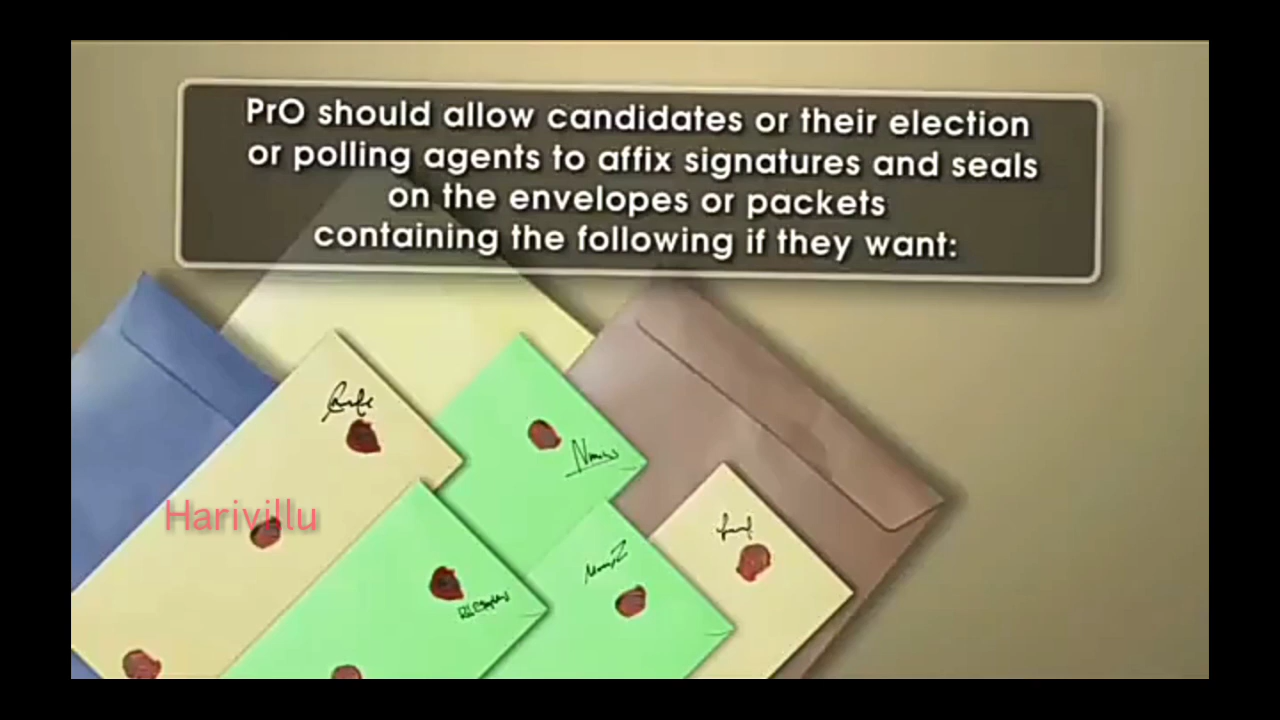 PrO should allow candidates or their election
or polling agents to affix signatures and seals
on the envelopes or packets
containing the following if they want:
Harivillu